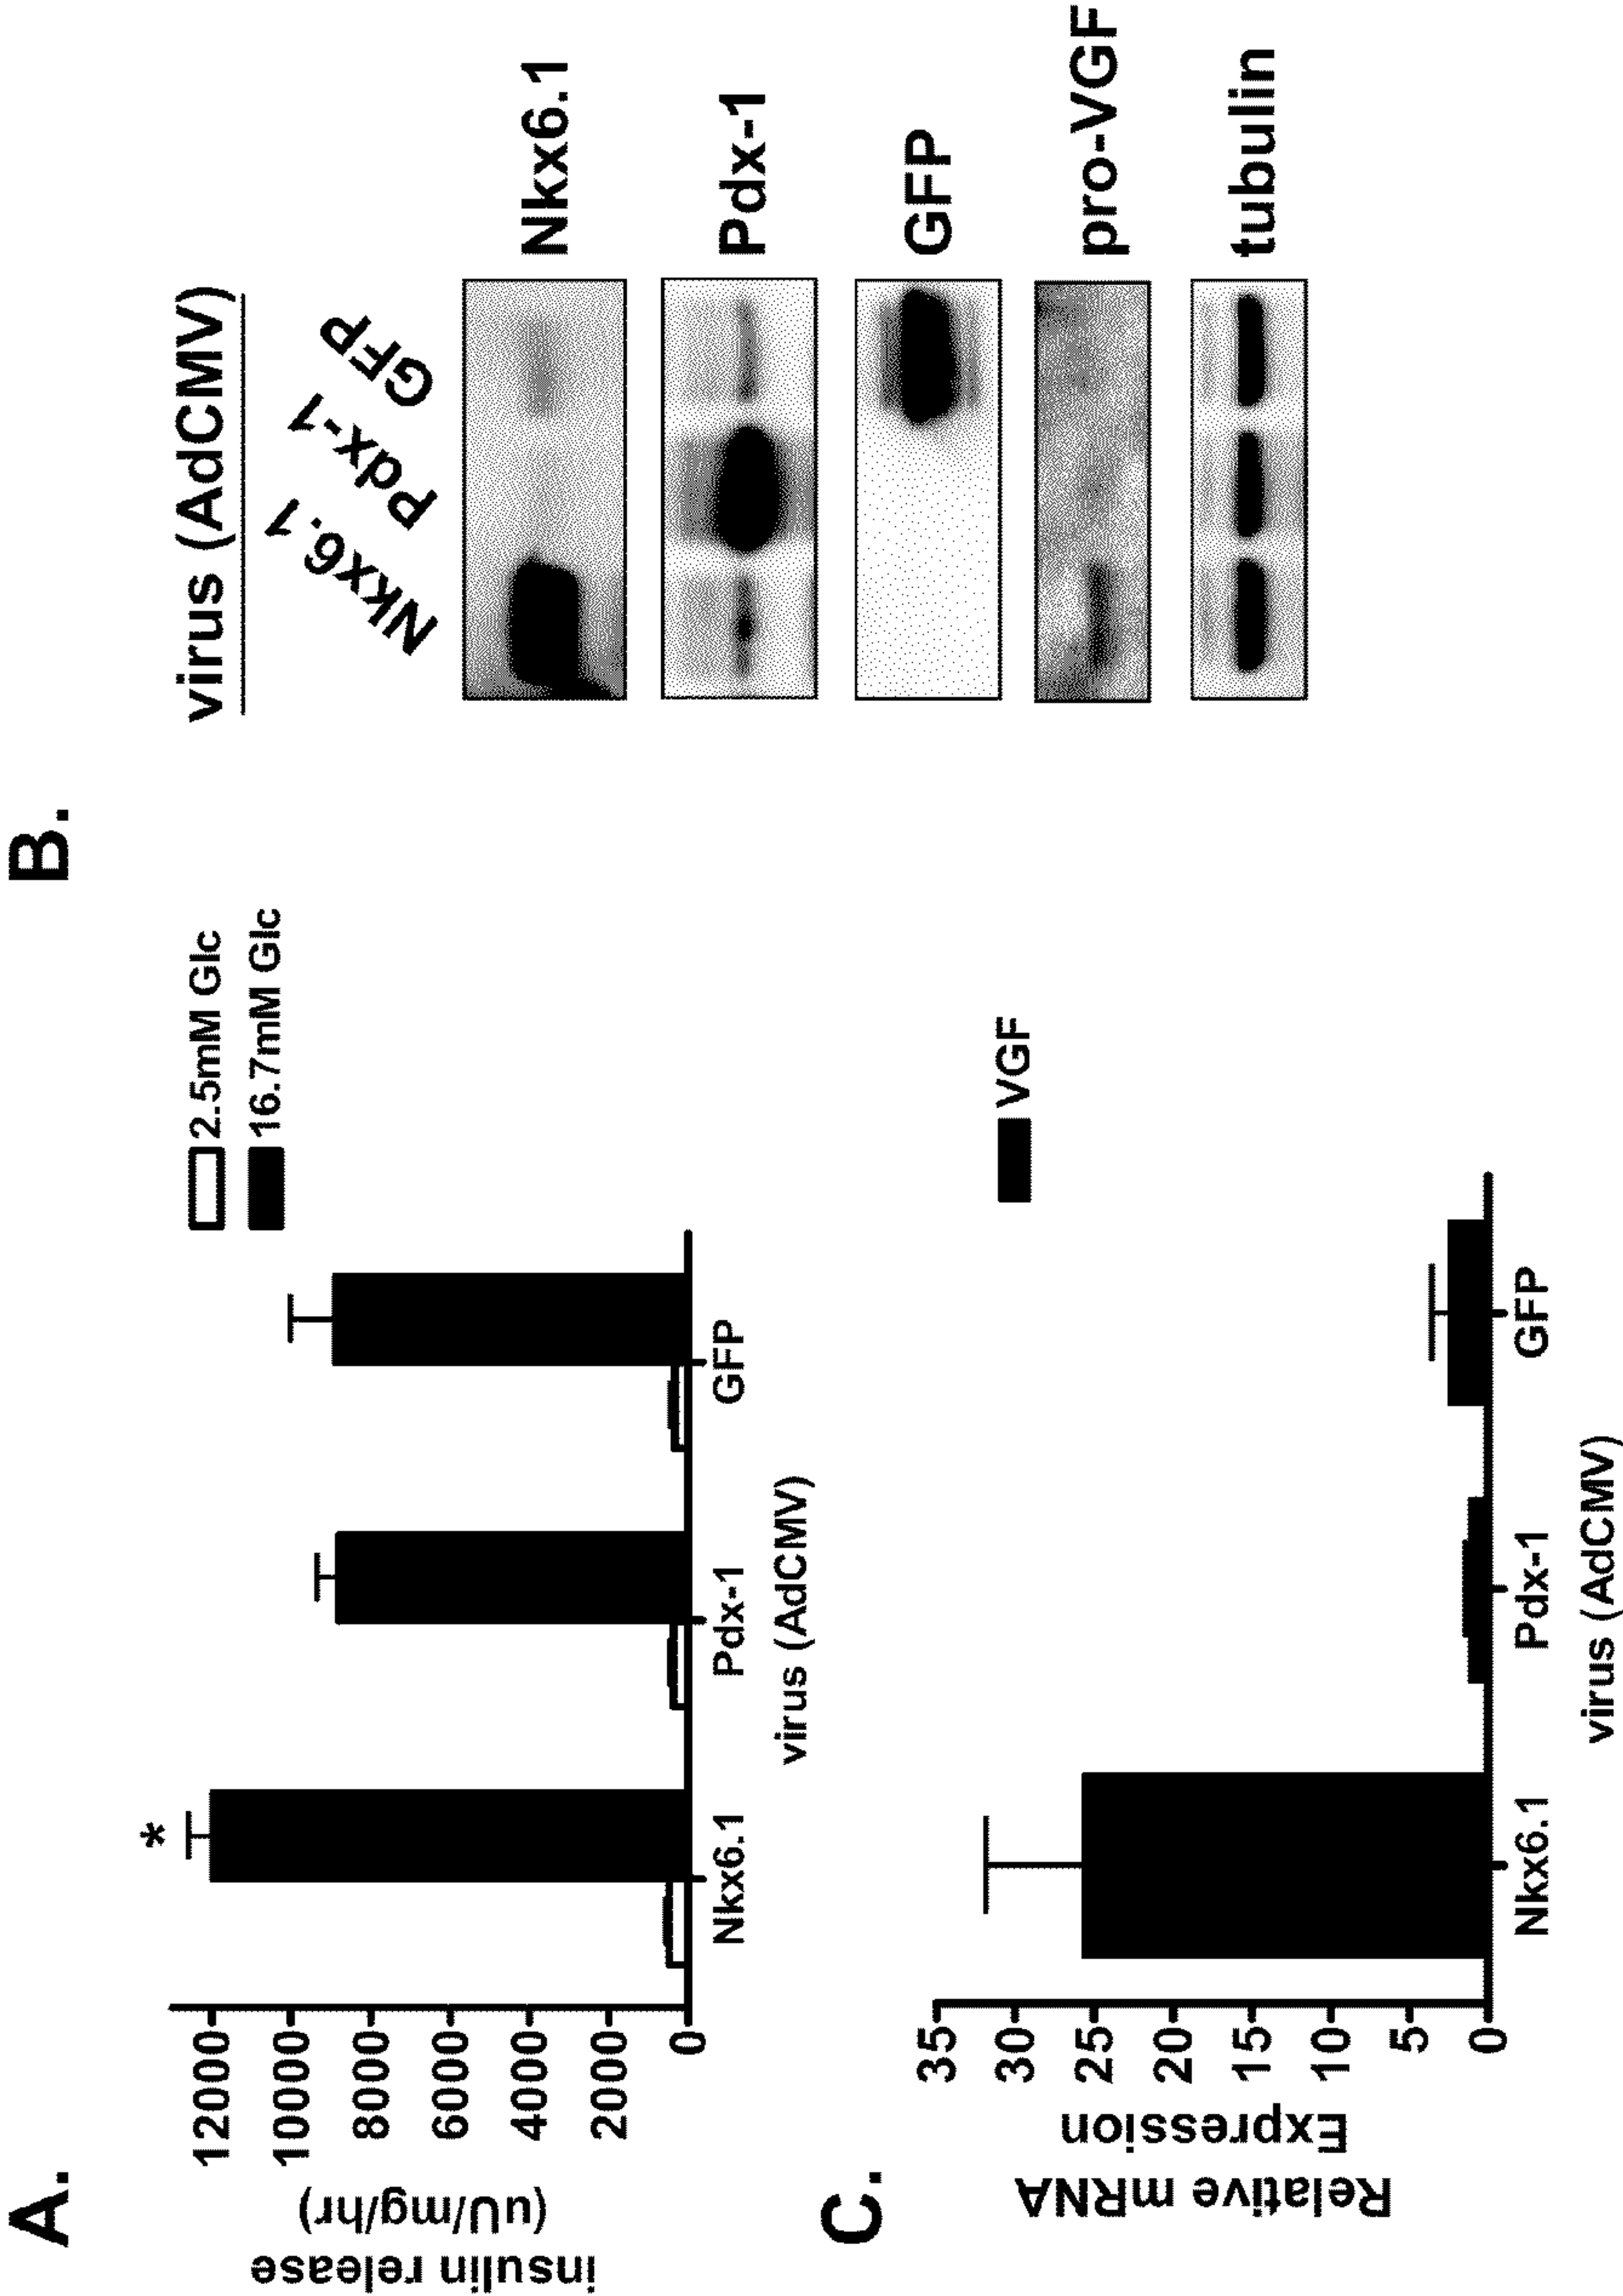 A.
insulin release
(uU/mg/hr)
12000
10000
8000
6000
4000
2000
0
*
2.5mM Glc
16.7mM Glc
Nkx6.1
Pdx-1
GFP
virus (AdCMV)
B.
virus (AdCMV)
Nkx6.1
Pdx-1
GFP
Nkx6.1
Pdx-1
GFP
pro-VGF
tubulin
C.
Relative mRNA
Expression
35
30
25
20
15
10
5
0
VGF
Nkx6.1
Pdx-1
GFP
virus (AdCMV)